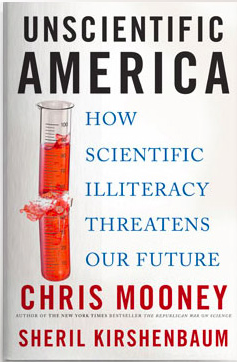 UNSCIENTIFIC
AMERICA
HOW
SCIENTIFIC
ILLITERACY
THREATENS
OUR FUTURE
CHRIS MOONEY
AUTHOR OF THE NEW YORK TIMES BESTSELLER THE REPUBLICAN WAR ON SCIENCE
SHERIL KIRSHENBAUM